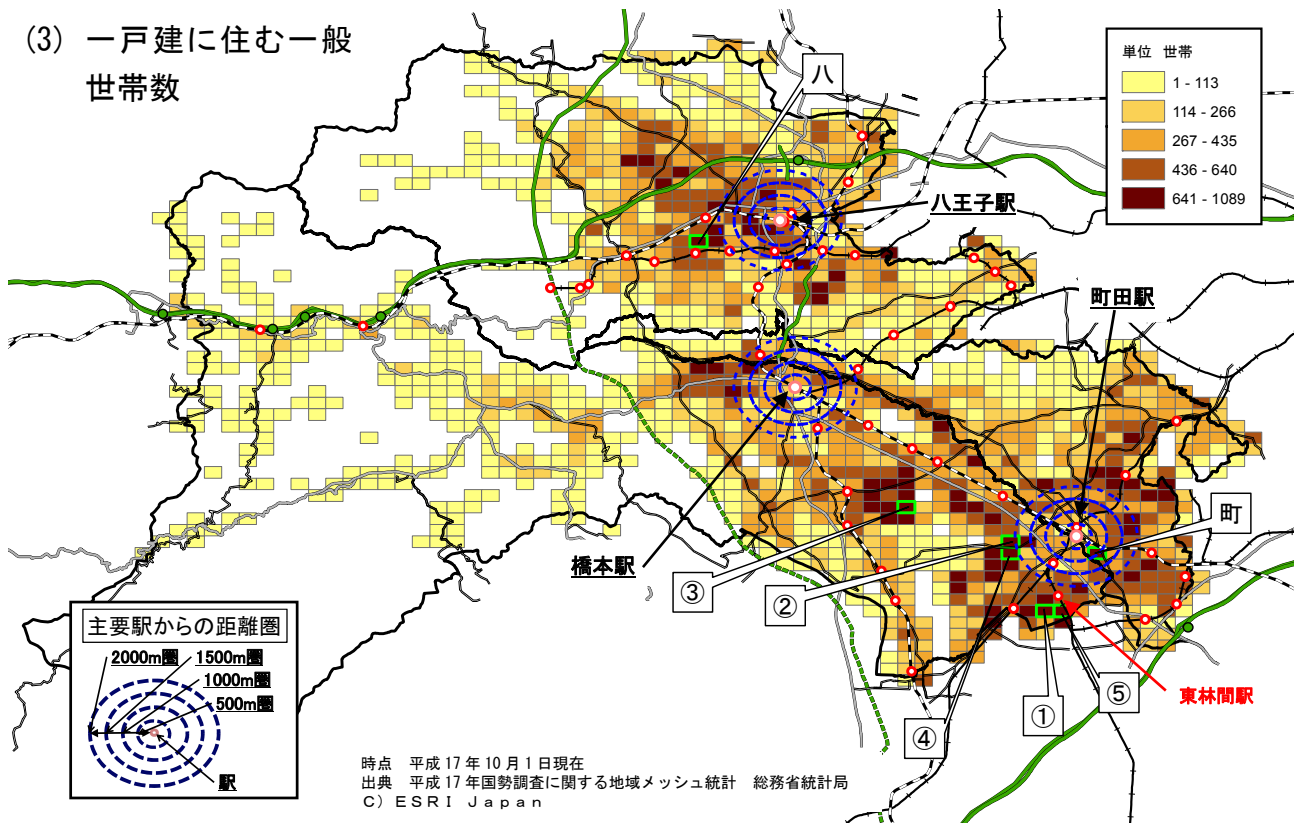 (3) 一戸建に住む一般
世帯数
単位 世帯
1 - 113
114 - 266
267 - 435
436 - 640
641 - 1089
八
八王子駅
町田駅
橋本駅
町
③
②
④
①
⑤
東林間駅
主要駅からの距離圏
2000m圏
1500m圏
1000m圏
500m圏
駅
時点 平成17年10月1日現在
出典 平成17年国勢調査に関する地域メッシュ統計 総務省統計局
C) ESRI Japan